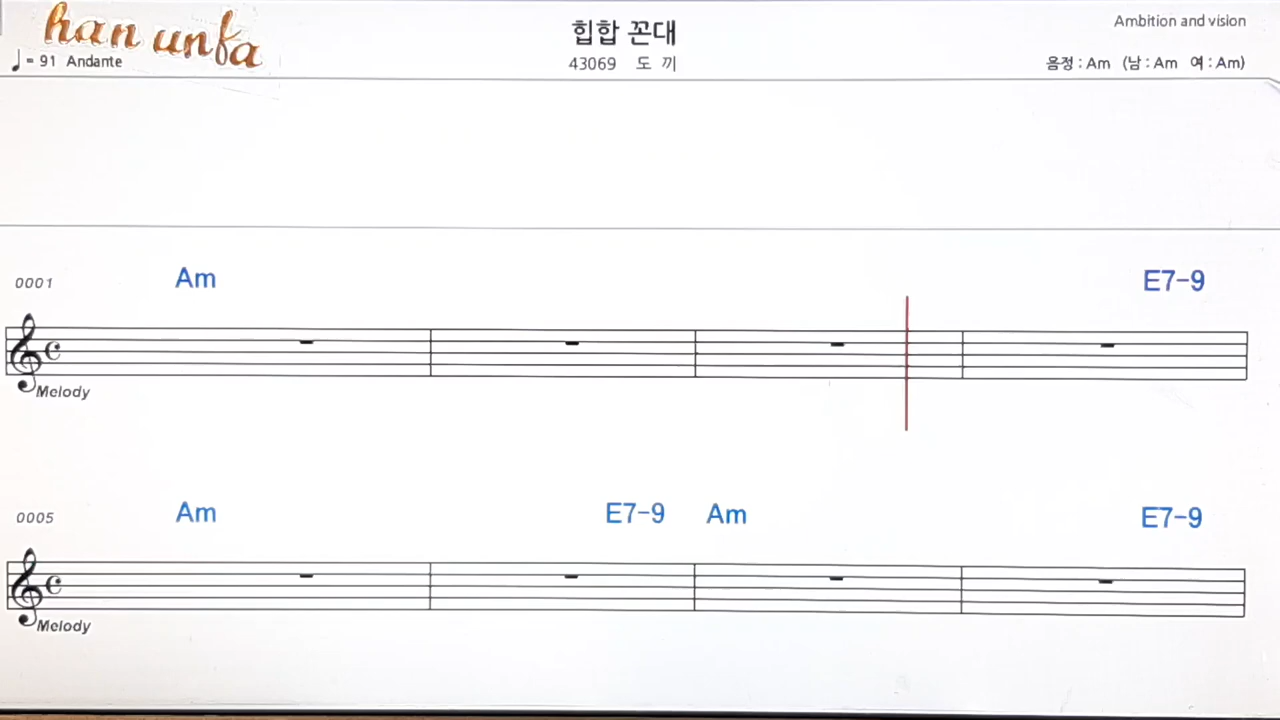 han unfa
힙합 꼰대
Ambition and vision
♩= 91 Andante
43069 도 끼
음정 : Am (남 : Am 여 : Am)
0001 Am E7-9
Melody
0005 Am E7-9 Am E7-9
Melody